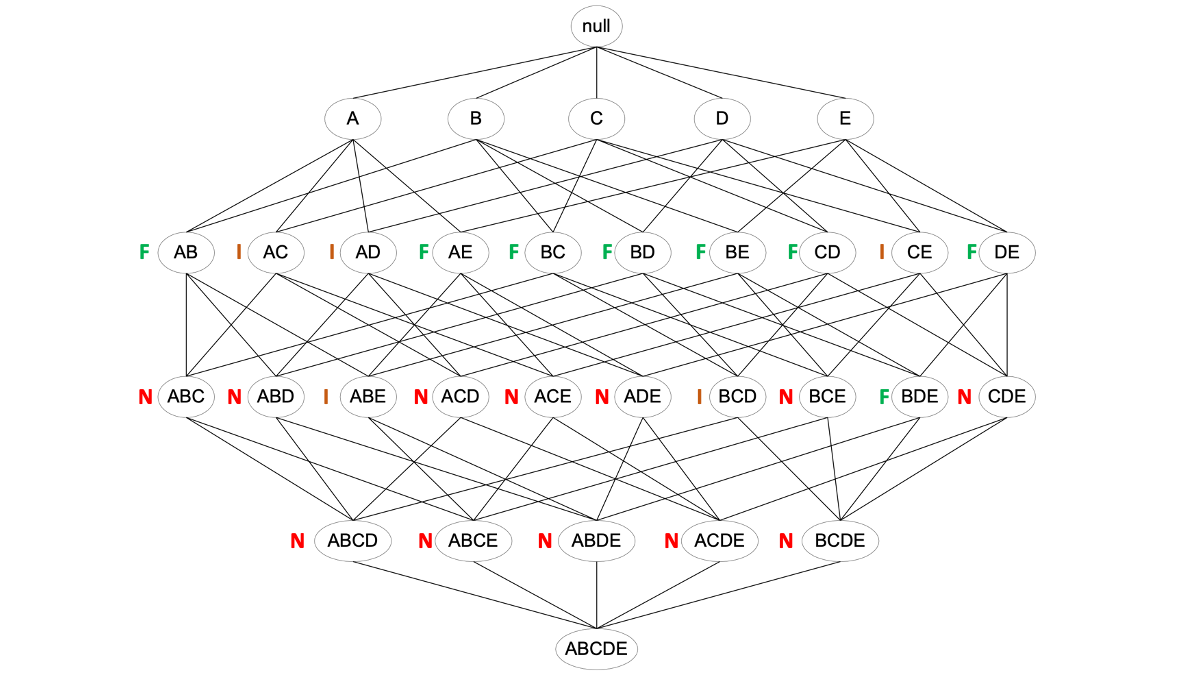 null
A B C D E
F AB I AC I AD F AE F BC F BD F BE F CD I CE F DE
N ABC N ABD I ABE N ACD N ACE N ADE I BCD N BCE F BDE N CDE
N ABCD N ABCE N ABDE N ACDE N BCDE
ABCDE